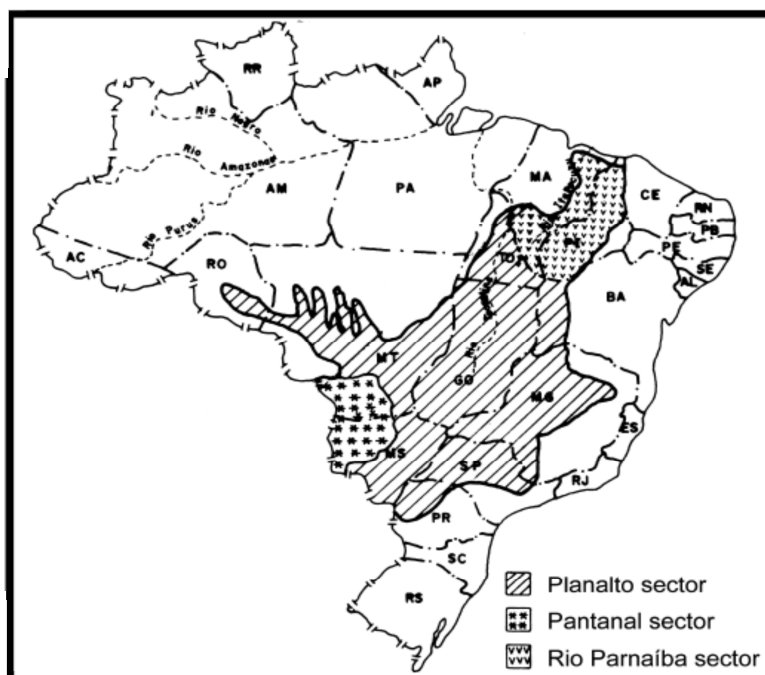 RR
AP
Rio Negro
Rio Amazonas
AM
PA
MA
CE
RN
PB
PE
SE
AL
PI
TO
Rio Purus
AC
RO
BA
MT
Rio
GO
MG
ES
MS
SP
RJ
PR
SC
RS
Planalto sector
Pantanal sector
Rio Parnaíba sector